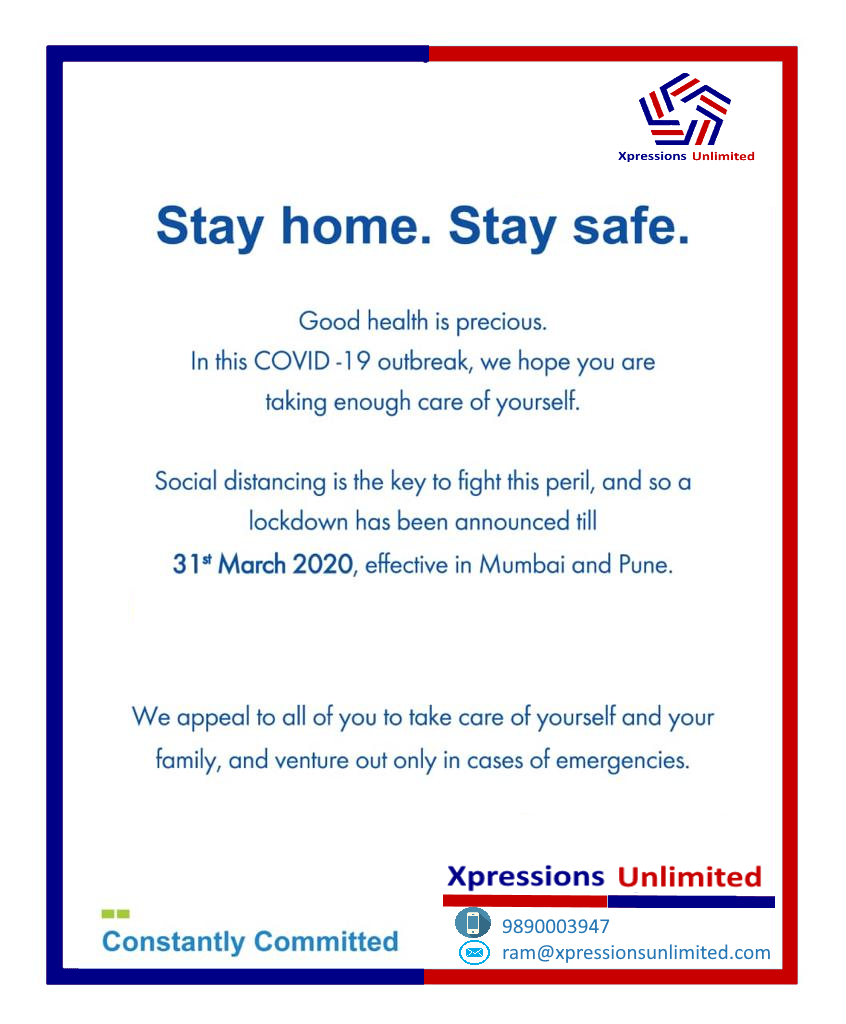 Xpressions Unlimited
Stay home. Stay safe.
Good health is precious.
In this COVID -19 outbreak, we hope you are
taking enough care of yourself.
Social distancing is the key to fight this peril, and so a
lockdown has been announced till
31st March 2020, effective in Mumbai and Pune.
We appeal to all of you to take care of yourself and your
family, and venture out only in cases of emergencies.
Constantly Committed
Xpressions Unlimited
9890003947
ram@xpressionsunlimited.com